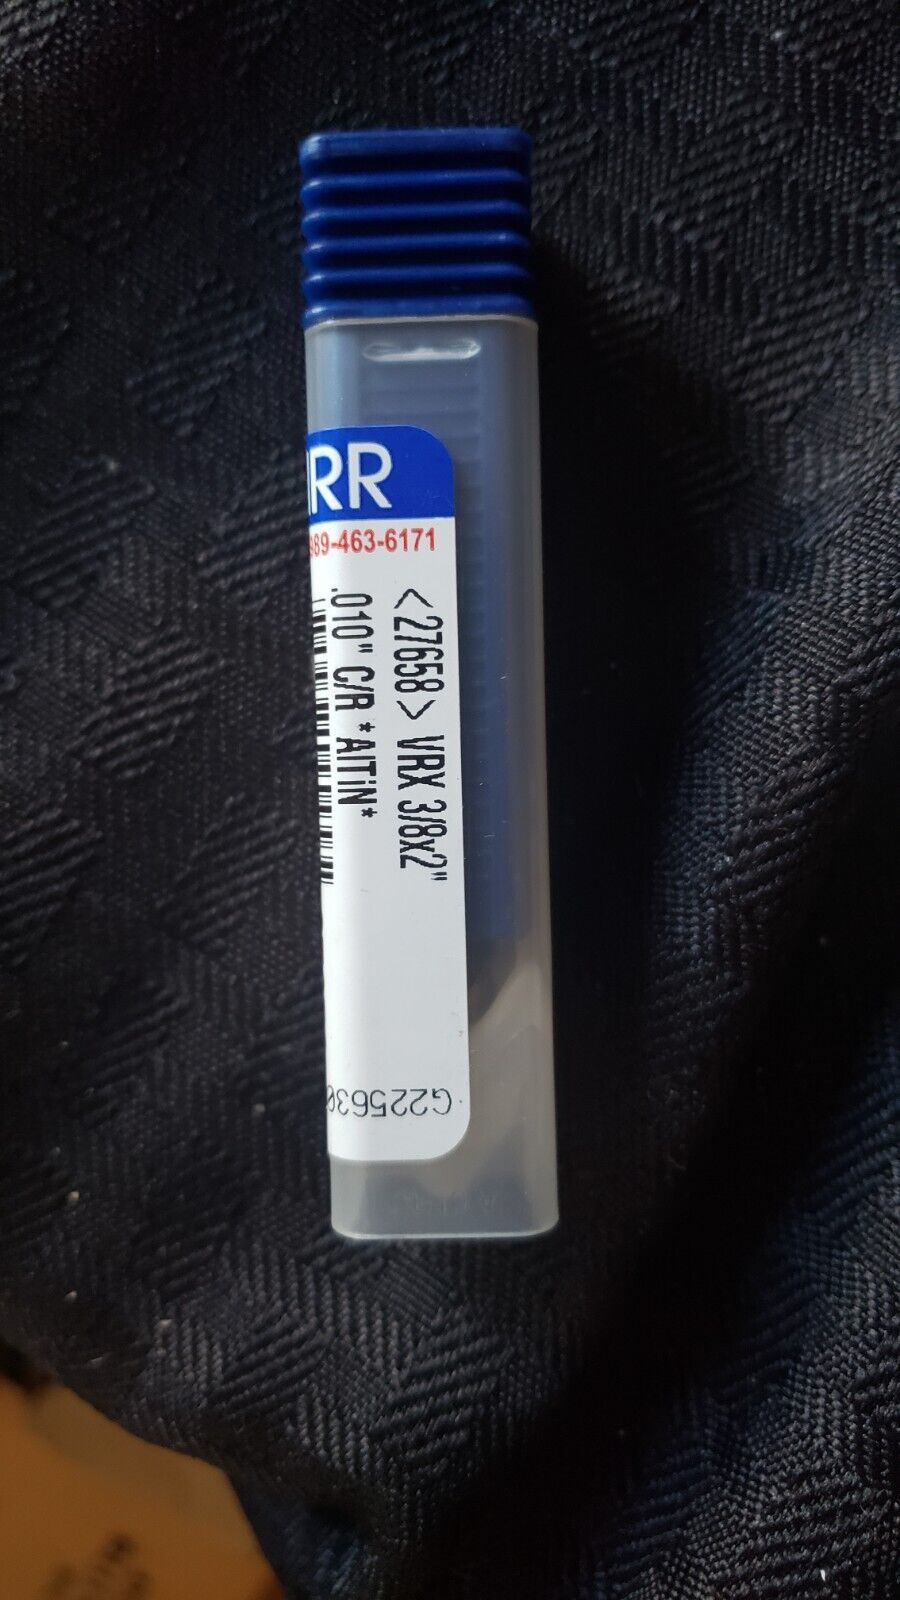 RR
989-463-6171
<27658> VRX 3/8x2"
.010" C/R *AlTiN*
G225630